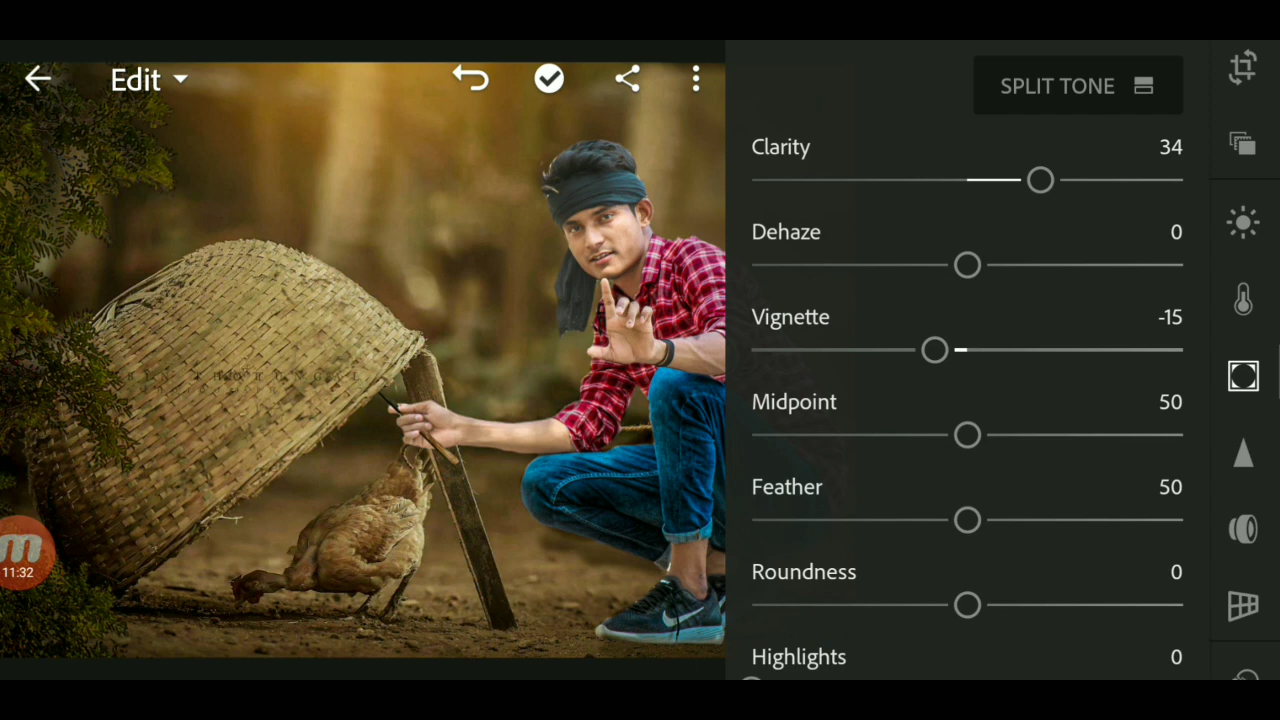 Edit
SPLIT TONE
Clarity 34
Dehaze 0
Vignette -15
Midpoint 50
Feather 50
Roundness 0
Highlights 0
11:32